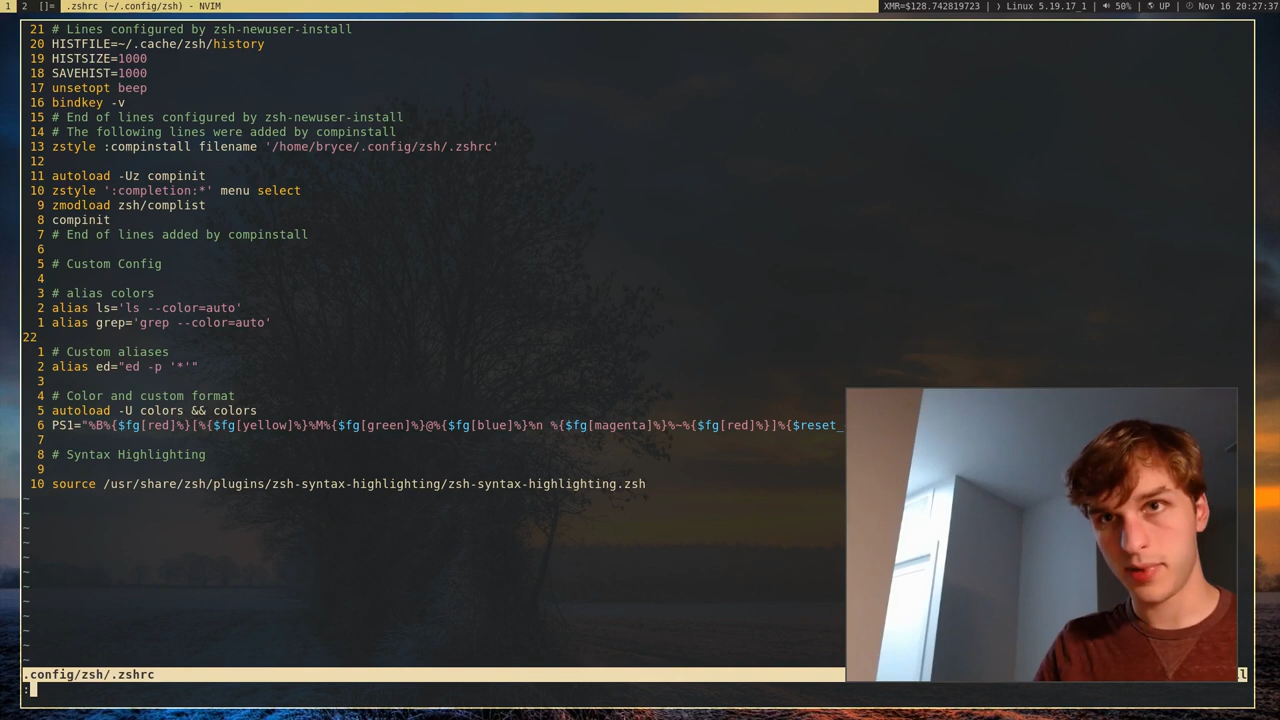 1 2 []= .zshrc (~/.config/zsh) - NVIM XMR=$128.742819723 | ❭ Linux 5.19.17_1 | 50% | UP | Nov 16 20:27:37
21 # Lines configured by zsh-newuser-install
20 HISTFILE=~/.cache/zsh/history
19 HISTSIZE=1000
18 SAVEHIST=1000
17 unsetopt beep
16 bindkey -v
15 # End of lines configured by zsh-newuser-install
14 # The following lines were added by compinstall
13 zstyle :compinstall filename '/home/bryce/.config/zsh/.zshrc'
12
11 autoload -Uz compinit
10 zstyle ':completion:*' menu select
9 zmodload zsh/complist
8 compinit
7 # End of lines added by compinstall
6
5 # Custom Config
4
3 # alias colors
2 alias ls='ls --color=auto'
1 alias grep='grep --color=auto'
22
1 # Custom aliases
2 alias ed="ed -p '*'"
3
4 # Color and custom format
5 autoload -U colors && colors
6 PS1="%B%{$fg[red]%}[%{$fg[yellow]%}%M%{$fg[green]%}@%{$fg[blue]%}%n %{$fg[magenta]%}%~%{$fg[red]%}]%{$reset_
7
8 # Syntax Highlighting
9
10 source /usr/share/zsh/plugins/zsh-syntax-highlighting/zsh-syntax-highlighting.zsh
~
~
~
~
~
~
~
~
~
~
~
~
.config/zsh/.zshrc
: